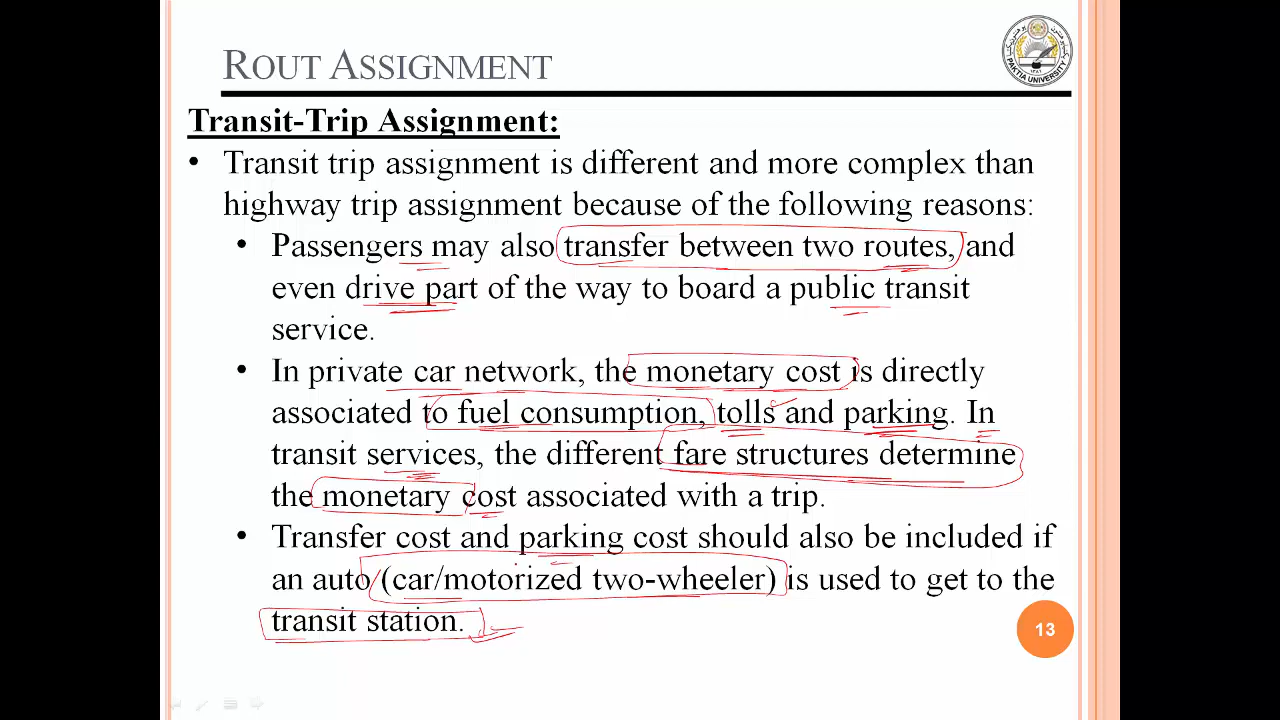 ROUT ASSIGNMENT
PAKTIA UNIVERSITY
Transit-Trip Assignment:
• Transit trip assignment is different and more complex than
highway trip assignment because of the following reasons:
• Passengers may also transfer between two routes, and
even drive part of the way to board a public transit
service.
• In private car network, the monetary cost is directly
associated to fuel consumption, tolls and parking. In
transit services, the different fare structures determine
the monetary cost associated with a trip.
• Transfer cost and parking cost should also be included if
an auto (car/motorized two-wheeler) is used to get to the
transit station.
13